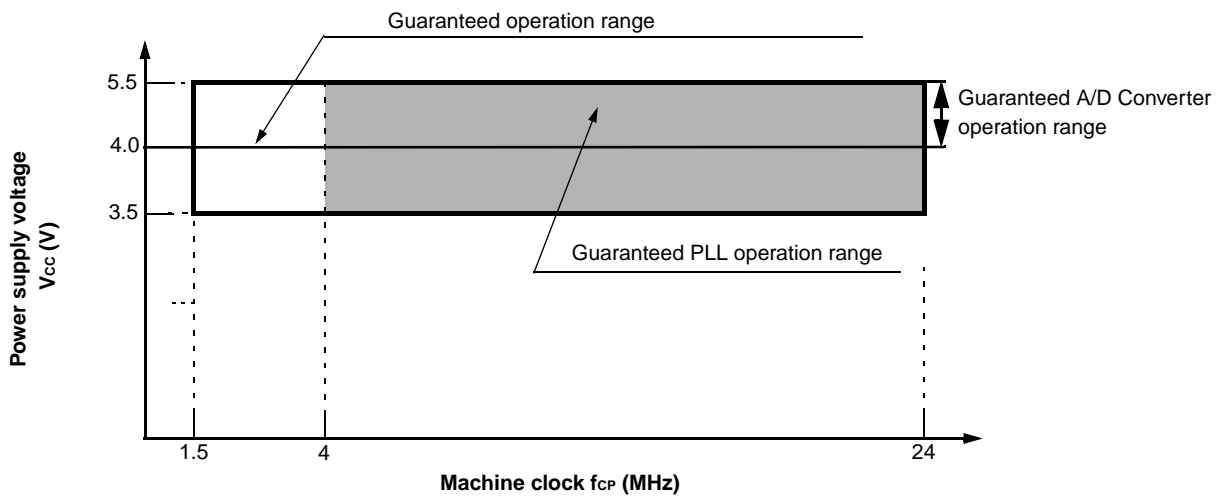 Guaranteed operation range
5.5
4.0
3.5
Guaranteed A/D Converter
operation range
Guaranteed PLL operation range
Power supply voltage
Vcc (V)
1.5
4
24
Machine clock fCP (MHz)